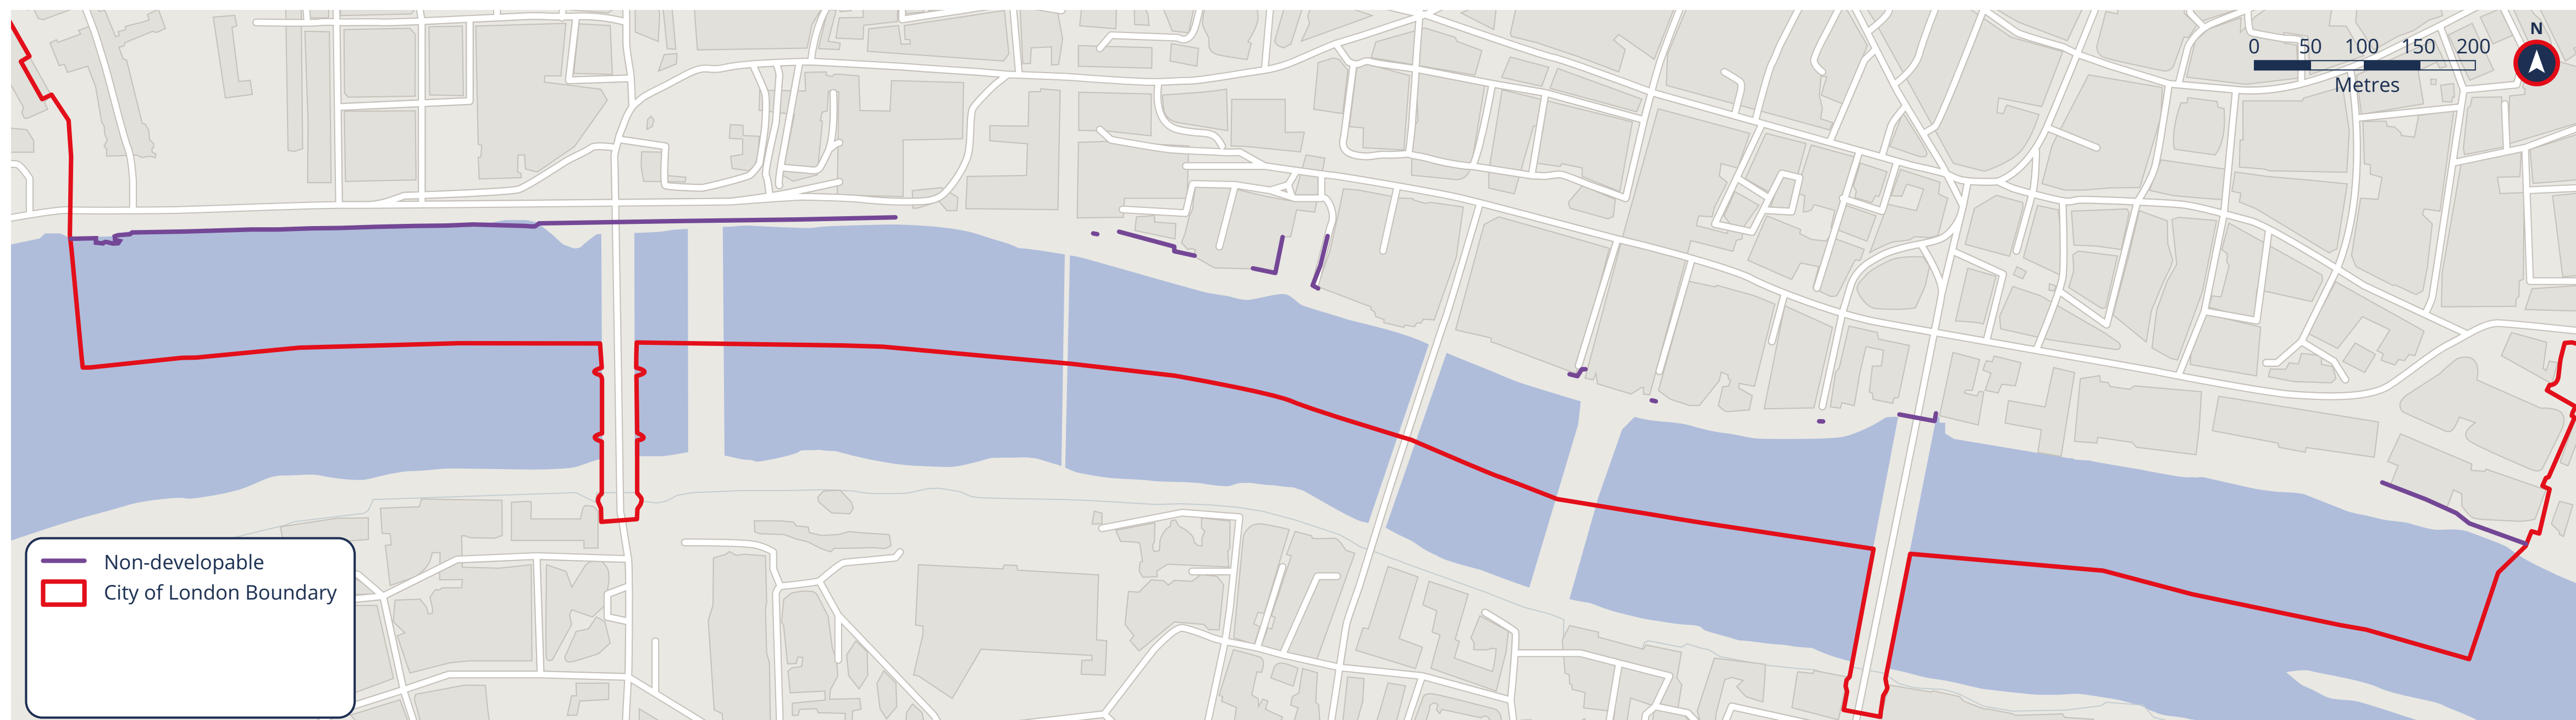 N
0 50 100 150 200
Metres
Non-developable
City of London Boundary